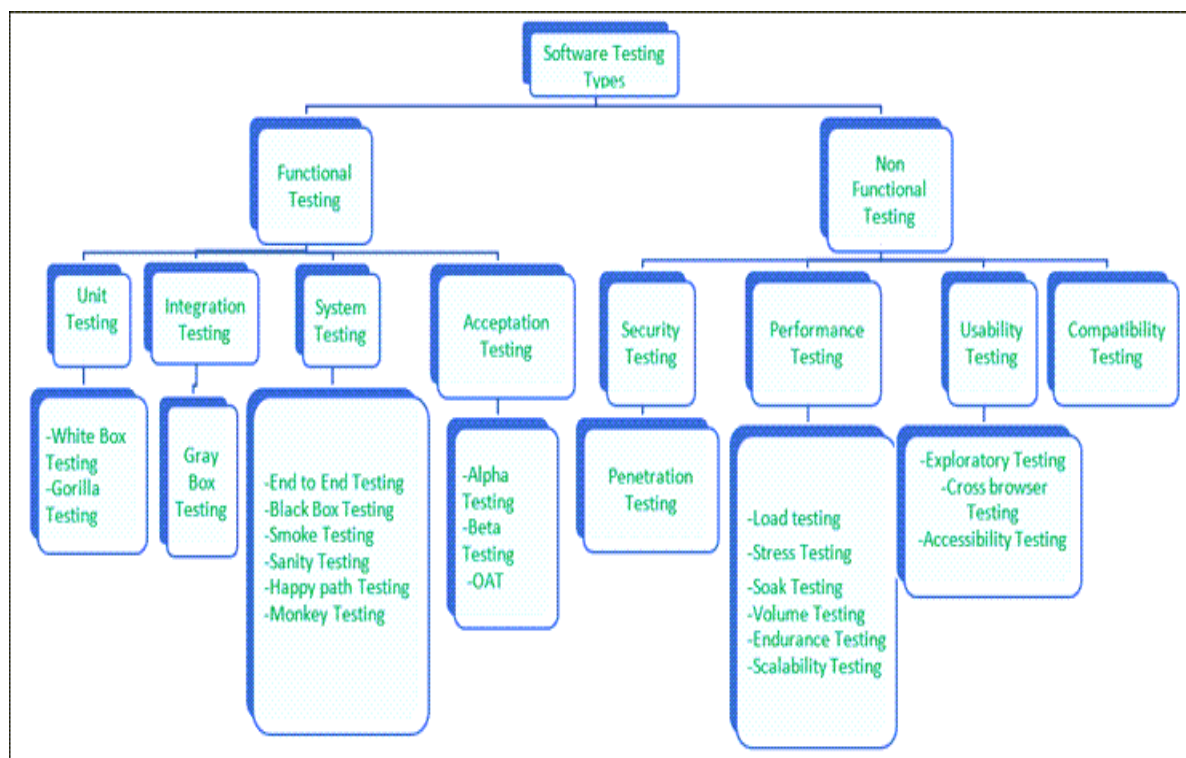 Software Testing
Types
Functional
Testing
Non
Functional
Testing
Unit
Testing
Integration
Testing
System
Testing
Acceptation
Testing
Security
Testing
Performance
Testing
Usability
Testing
Compatibility
Testing
-White Box
Testing
-Gorilla
Testing
Gray
Box
Testing
-End to End Testing
-Black Box Testing
-Smoke Testing
-Sanity Testing
-Happy path Testing
-Monkey Testing
-Alpha
Testing
-Beta
Testing
-OAT
Penetration
Testing
-Load testing
-Stress Testing
-Soak Testing
-Volume Testing
-Endurance Testing
-Scalability Testing
-Exploratory Testing
-Cross browser
Testing
-Accessibility Testing